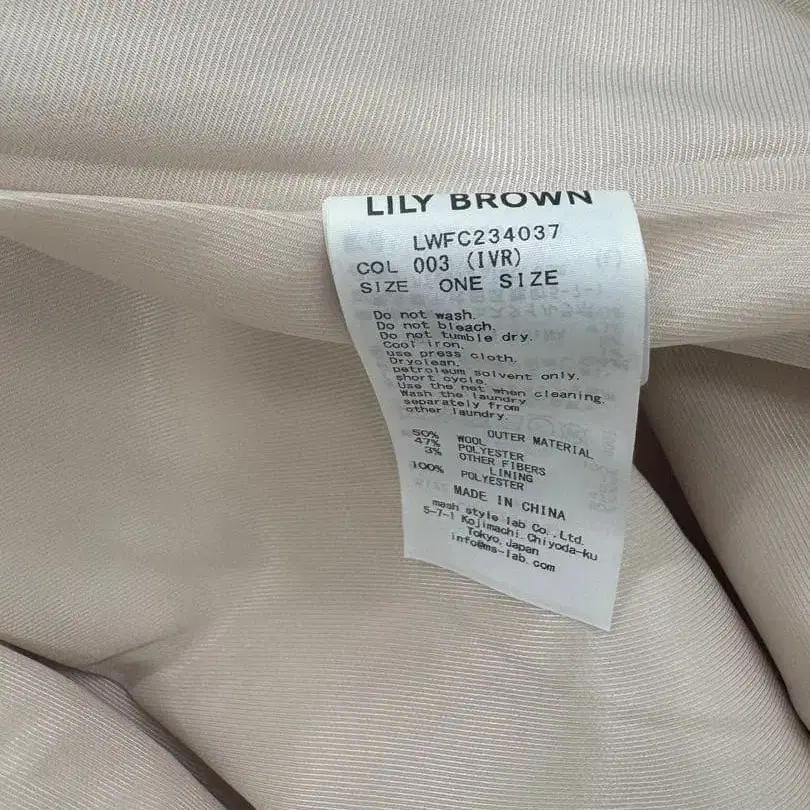 LILY BROWN
LWFC234037
COL 003 (IVR)
SIZE ONE SIZE
Do not wash.
Do not bleach.
Do not tumble dry.
Cool iron.
use press cloth.
Dryclean.
petroleum solvent only.
short cycle.
Use the net when cleaning.
Wash the laundry
separately from
other laundry.
OUTER MATERIAL
50% WOOL
47% POLYESTER
3% OTHER FIBERS
LINING
100% POLYESTER
MADE IN CHINA
mash style lab Co.,Ltd.
5-7-1 Kojimachi,Chiyoda-ku
Tokyo,Japan
info@ms-lab.com